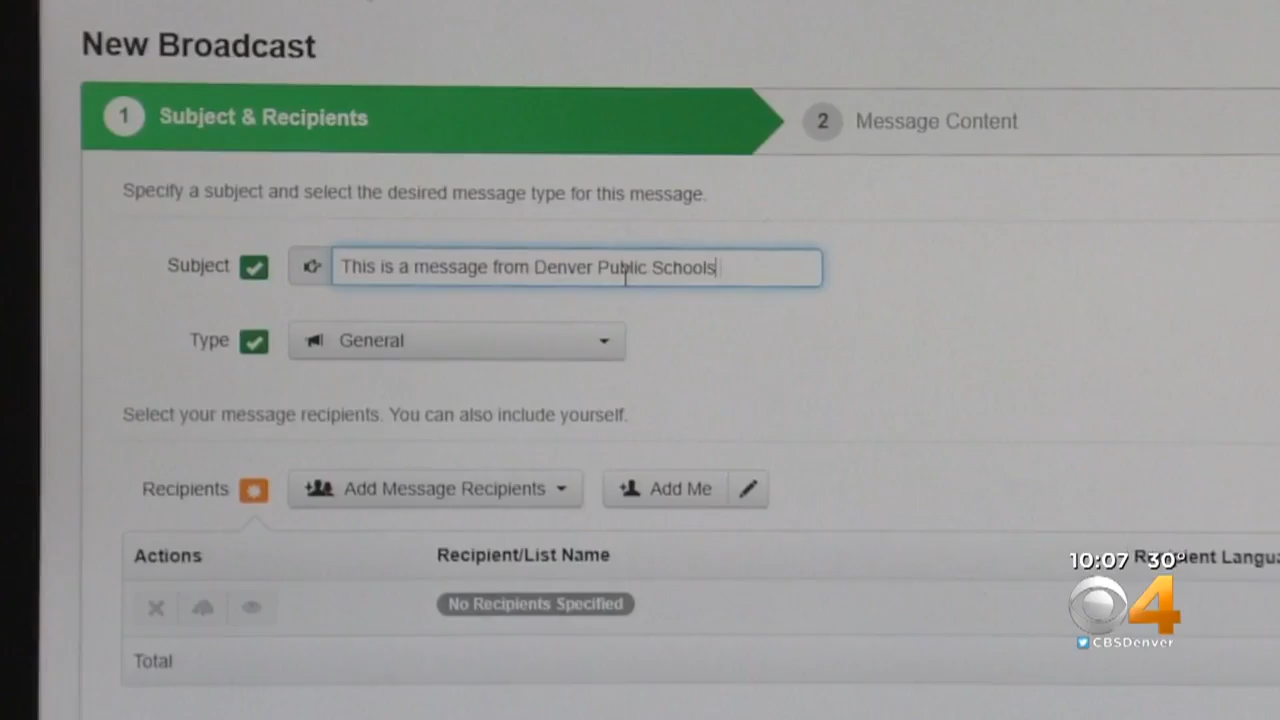 New Broadcast
1 Subject & Recipients
2 Message Content
Specify a subject and select the desired message type for this message.
Subject
This is a message from Denver Public Schools
Type
General
Select your message recipients. You can also include yourself.
Recipients
Add Message Recipients
Add Me
Actions
Recipient/List Name
10:07 30°
No Recipients Specified
4
CBSDenver
Total